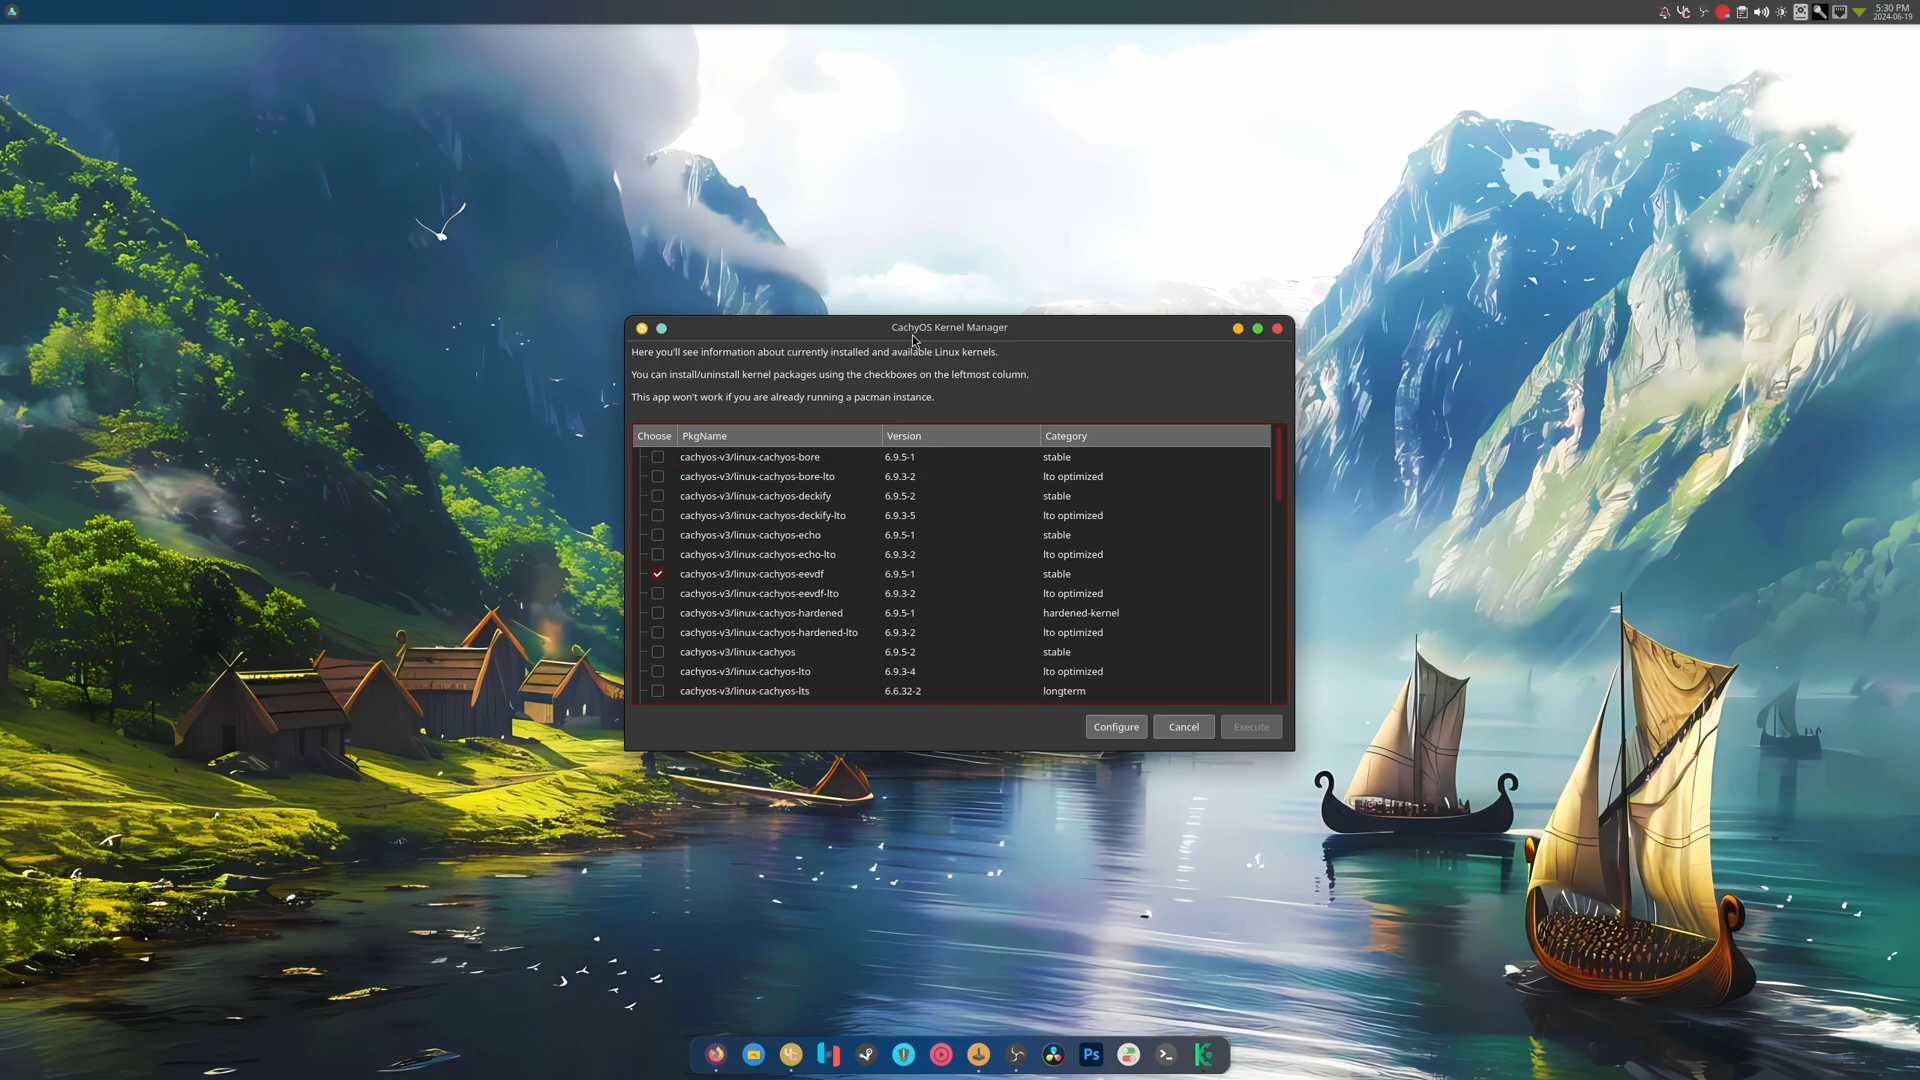 5:30 PM
2024-06-19
CachyOS Kernel Manager
Here you'll see information about currently installed and available Linux kernels.
You can install/uninstall kernel packages using the checkboxes on the leftmost column.
This app won't work if you are already running a pacman instance.
Choose PkgName Version Category
cachyos-v3/linux-cachyos-bore 6.9.5-1 stable
cachyos-v3/linux-cachyos-bore-lto 6.9.3-2 lto optimized
cachyos-v3/linux-cachyos-deckify 6.9.5-2 stable
cachyos-v3/linux-cachyos-deckify-lto 6.9.3-5 lto optimized
cachyos-v3/linux-cachyos-echo 6.9.5-1 stable
cachyos-v3/linux-cachyos-echo-lto 6.9.3-2 lto optimized
cachyos-v3/linux-cachyos-eevdf 6.9.5-1 stable
cachyos-v3/linux-cachyos-eevdf-lto 6.9.3-2 lto optimized
cachyos-v3/linux-cachyos-hardened 6.9.5-1 hardened-kernel
cachyos-v3/linux-cachyos-hardened-lto 6.9.3-2 lto optimized
cachyos-v3/linux-cachyos 6.9.5-2 stable
cachyos-v3/linux-cachyos-lto 6.9.3-4 lto optimized
cachyos-v3/linux-cachyos-lts 6.6.32-2 longterm
Configure Cancel Execute
Ps